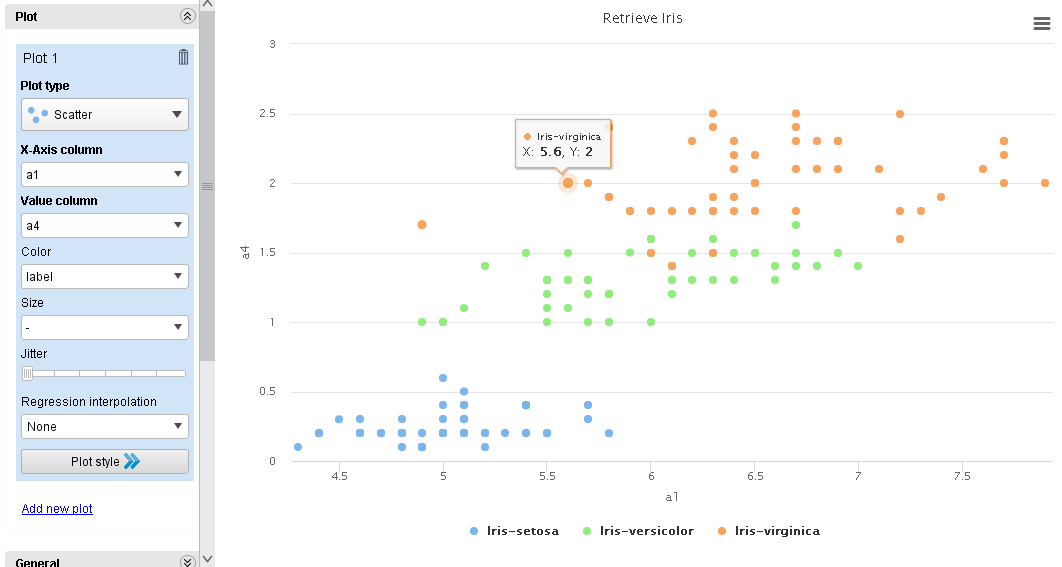 Plot
Plot 1
Plot type
Scatter
X-Axis column
a1
Value column
a4
Color
label
Size
-
Jitter
Regression interpolation
None
Plot style
Add new plot
General
Retrieve Iris
3
2.5
2
1.5
1
0.5
0
a4
Iris-virginica
X: 5.6, Y: 2
4.5 5 5.5 6 6.5 7 7.5
a1
Iris-setosa Iris-versicolor Iris-virginica